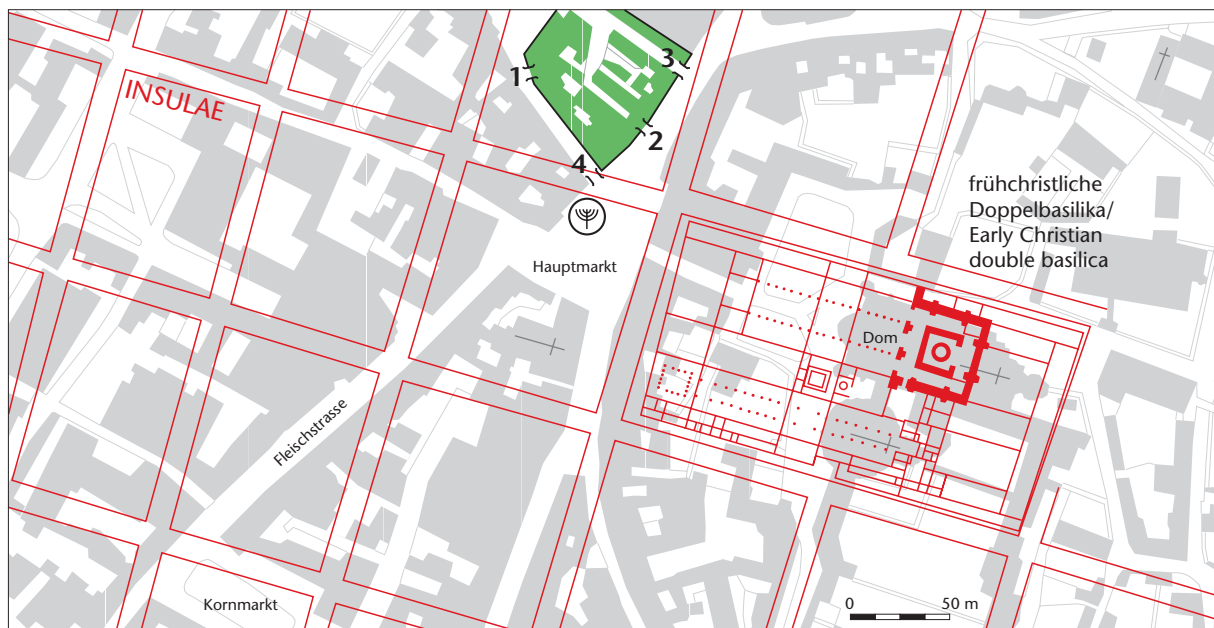 INSULAE
1
3
2
4
frühchristliche
Doppelbasilika/
Early Christian
double basilica
Hauptmarkt
Dom
Fleischstrasse
Kornmarkt
0 50 m